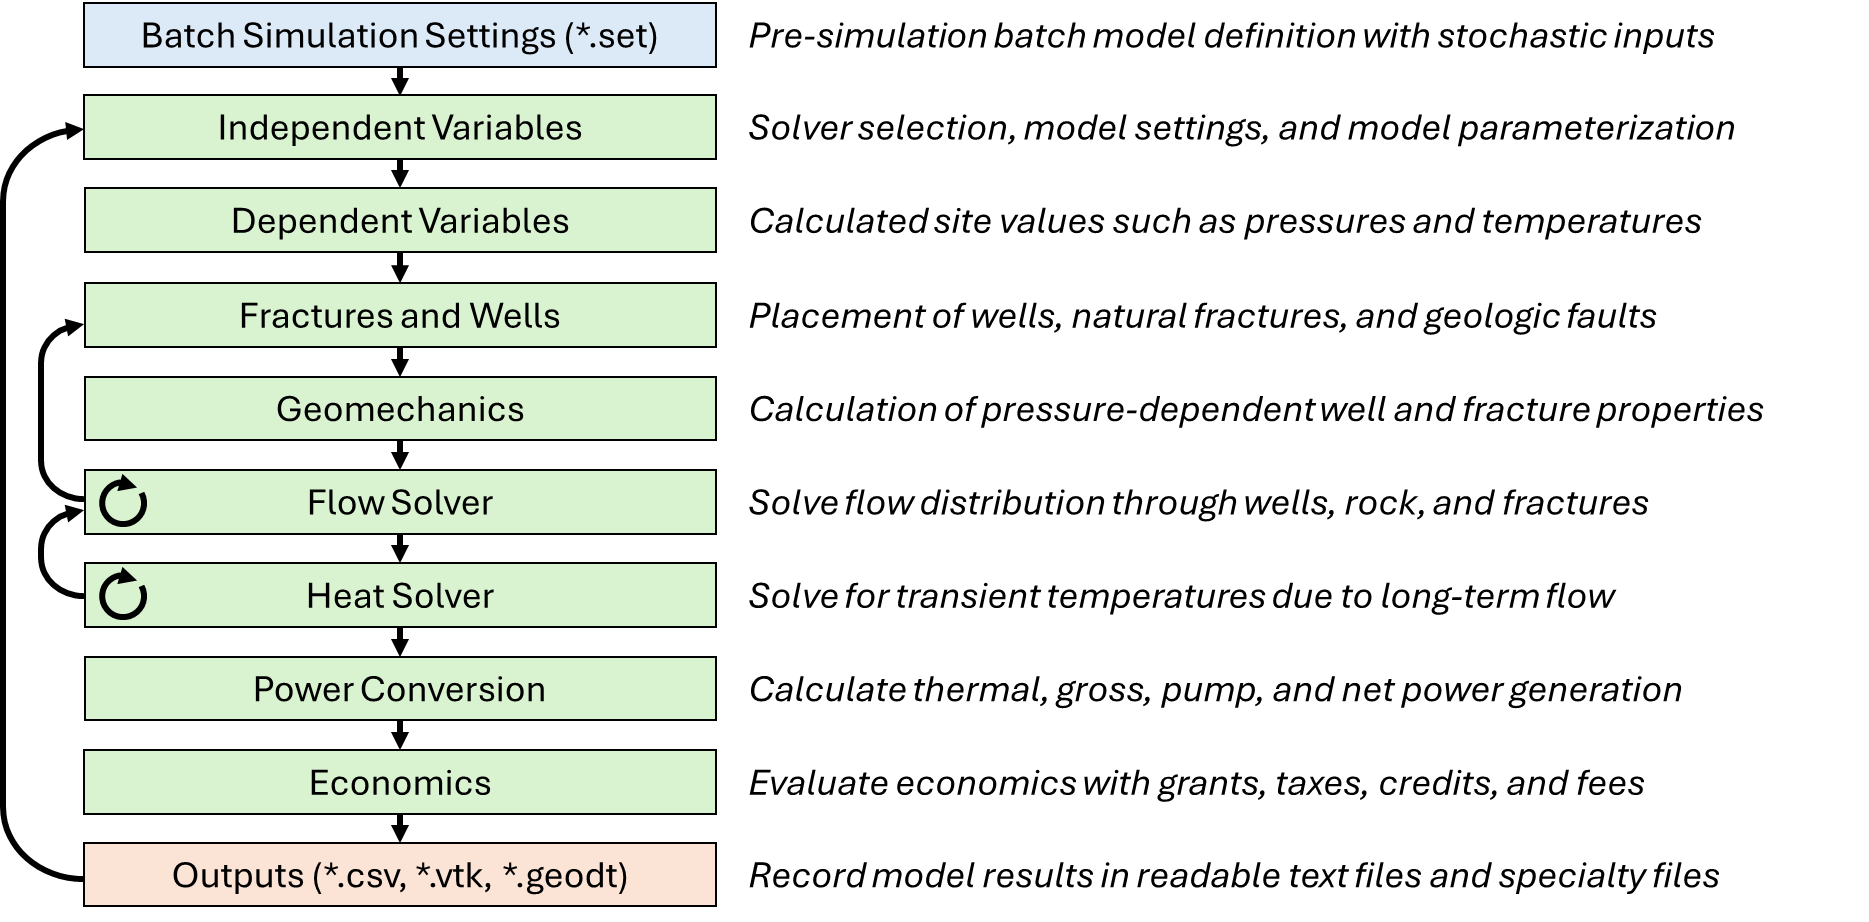 Batch Simulation Settings (*.set)
Pre-simulation batch model definition with stochastic inputs
Independent Variables
Solver selection, model settings, and model parameterization
Dependent Variables
Calculated site values such as pressures and temperatures
Fractures and Wells
Placement of wells, natural fractures, and geologic faults
Geomechanics
Calculation of pressure-dependent well and fracture properties
Flow Solver
Solve flow distribution through wells, rock, and fractures
Heat Solver
Solve for transient temperatures due to long-term flow
Power Conversion
Calculate thermal, gross, pump, and net power generation
Economics
Evaluate economics with grants, taxes, credits, and fees
Outputs (*.csv, *.vtk, *.geodt)
Record model results in readable text files and specialty files